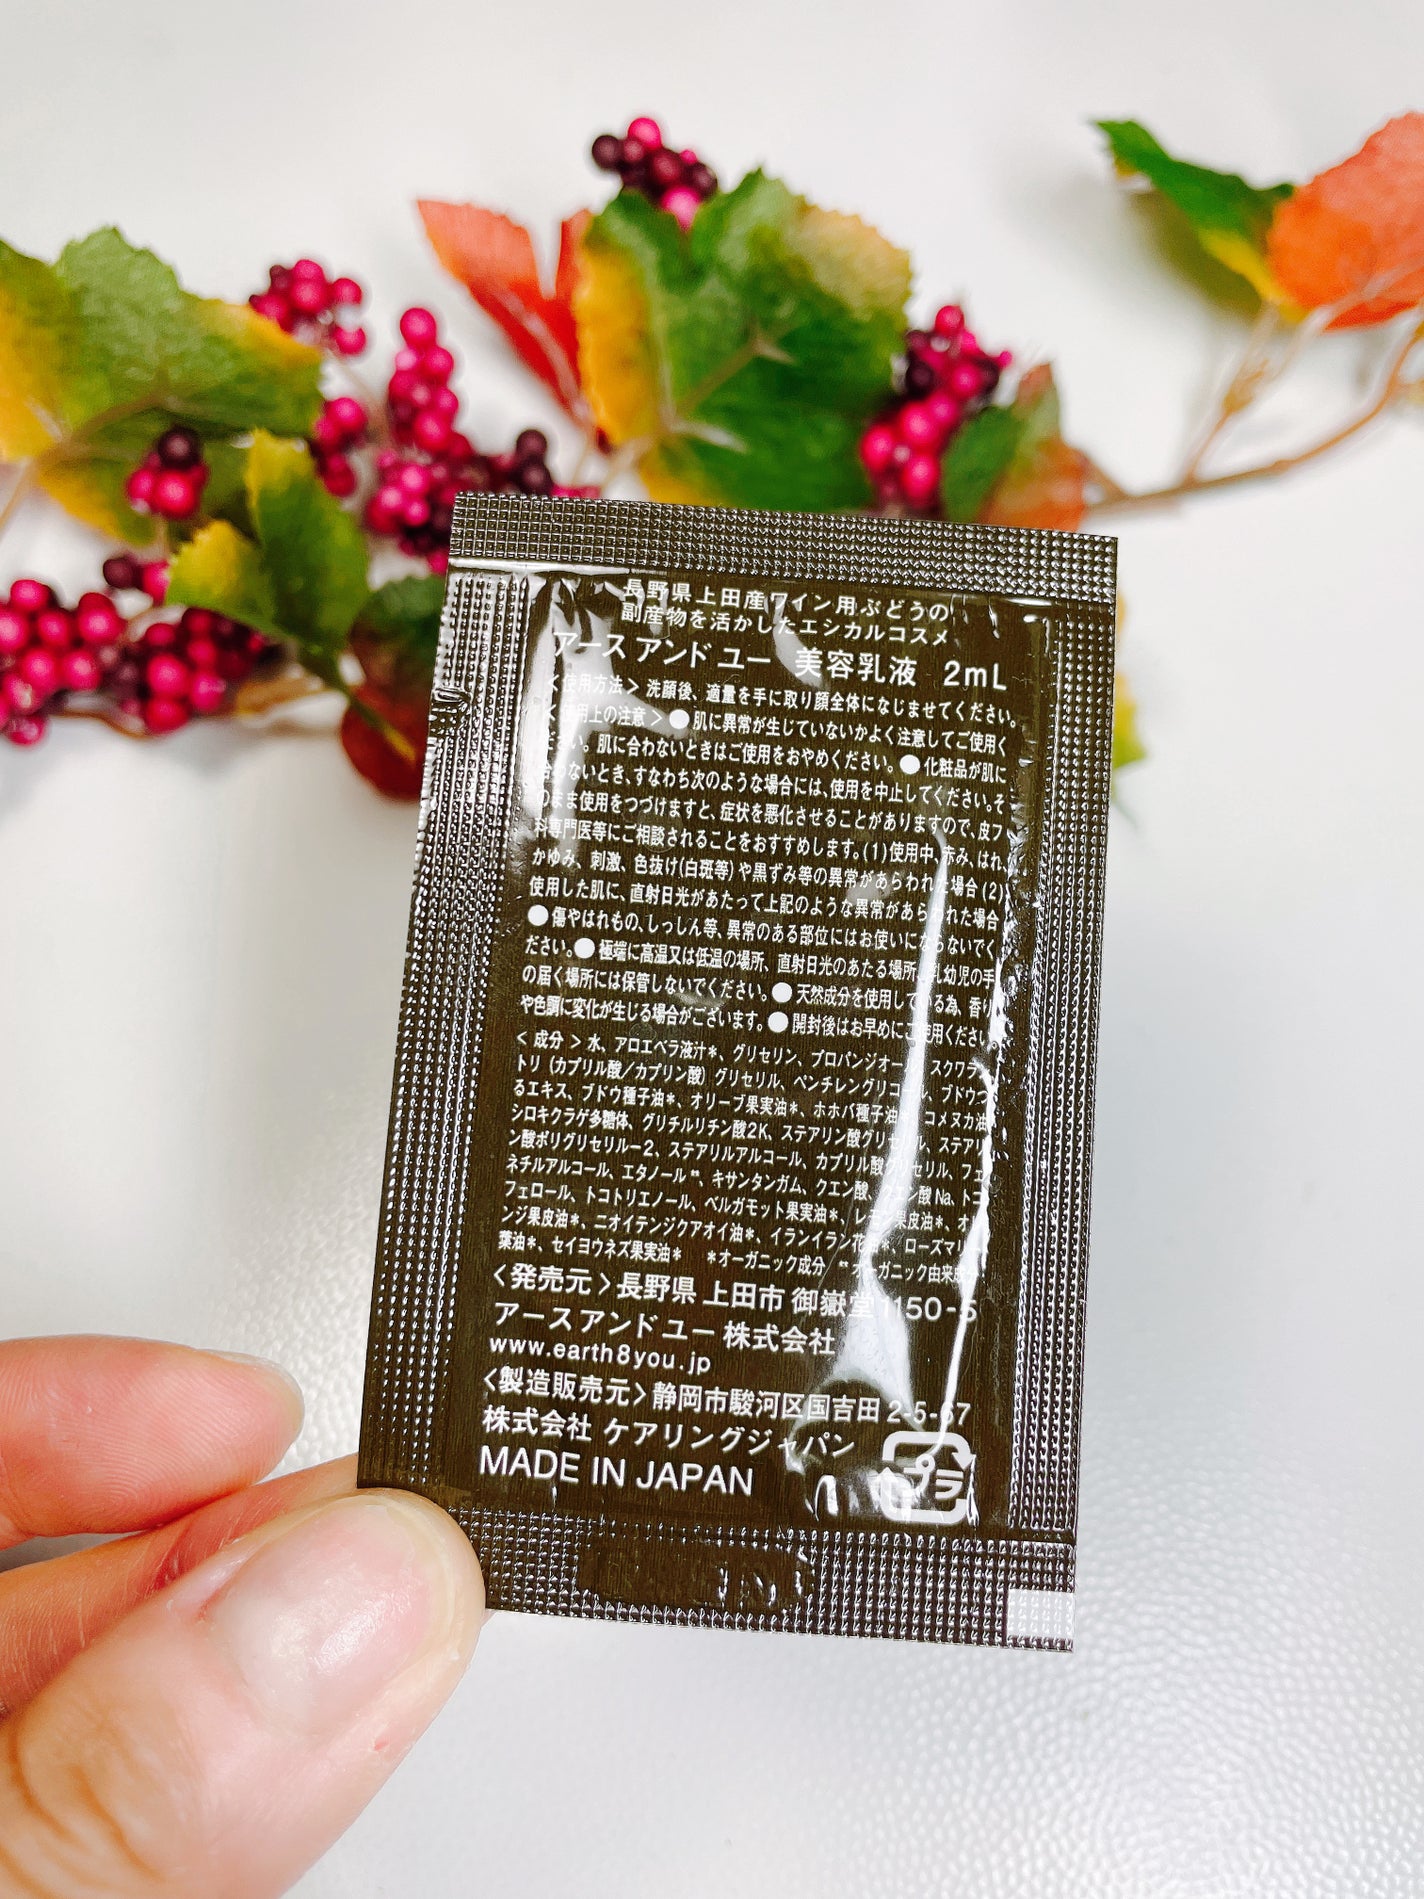 長野県上田産ワイン用ぶどうの
副産物を活かしたエシカルコスメ
アース アンド ユー 美容乳液 2mL
<使用方法>洗顔後、適量を手に取り顔全体になじませてください。
<使用上の注意>●肌に異常が生じていないかよく注意してご使用く
ださい。肌に合わないときはご使用をおやめください。●化粧品が肌に
合わないとき、すなわち次のような場合には、使用を中止してください。そ
のまま使用をつづけますと、症状を悪化させることがありますので、皮フ
科専門医等にご相談されることをおすすめします。(1)使用中、赤み、はれ、
かゆみ、刺激、色抜け(白斑等)や黒ずみ等の異常があらわれた場合(2)
使用した肌に、直射日光があたって上記のような異常があらわれた場合
●傷やはれもの、しっしん等、異常のある部位にはお使いにならないでく
ださい。●極端に高温又は低温の場所、直射日光のあたる場所、乳幼児の手
の届く場所には保管しないでください。●天然成分を使用している為、香り
や色調に変化が生じる場合がございます。●開封後はお早めにご使用ください。
<成分>水、アロエベラ液汁*、グリセリン、プロパンジオー スクワラ
トリ(カプリル酸/カプリン酸)グリセリル、ペンチレングリコ ル、ブドウつ
るエキス、ブドウ種子油*、オリーブ果実油*、ホホバ種子油 コメヌカ油
シロキクラゲ多糖体、グリチルリチン酸2K、ステアリン酸グリセリル、ステアリ
ン酸ポリグリセリル-2、ステアリルアルコール、カプリル酸グリセリル、フェ
ネチルアルコール、エタノール**、キサンタンガム、クエン酸、クエン酸Na、トコ
フェロール、トコトリエノール、ベルガモット果実油*、レモン果皮油*、オレ
ンジ果皮油*、ニオイテンジクアオイ油*、イランイラン花油*、ローズマリー
葉油*、セイヨウネズ果実油* *オーガニック成分 **オーガニック由来成分
<発売元>長野県 上田市 御嶽堂1150-5
アースアンドユー 株式会社
www.earth8you.jp
<製造販売元>静岡市駿河区国吉田2-5-67
株式会社 ケアリングジャパン
MADE IN JAPAN
プラ